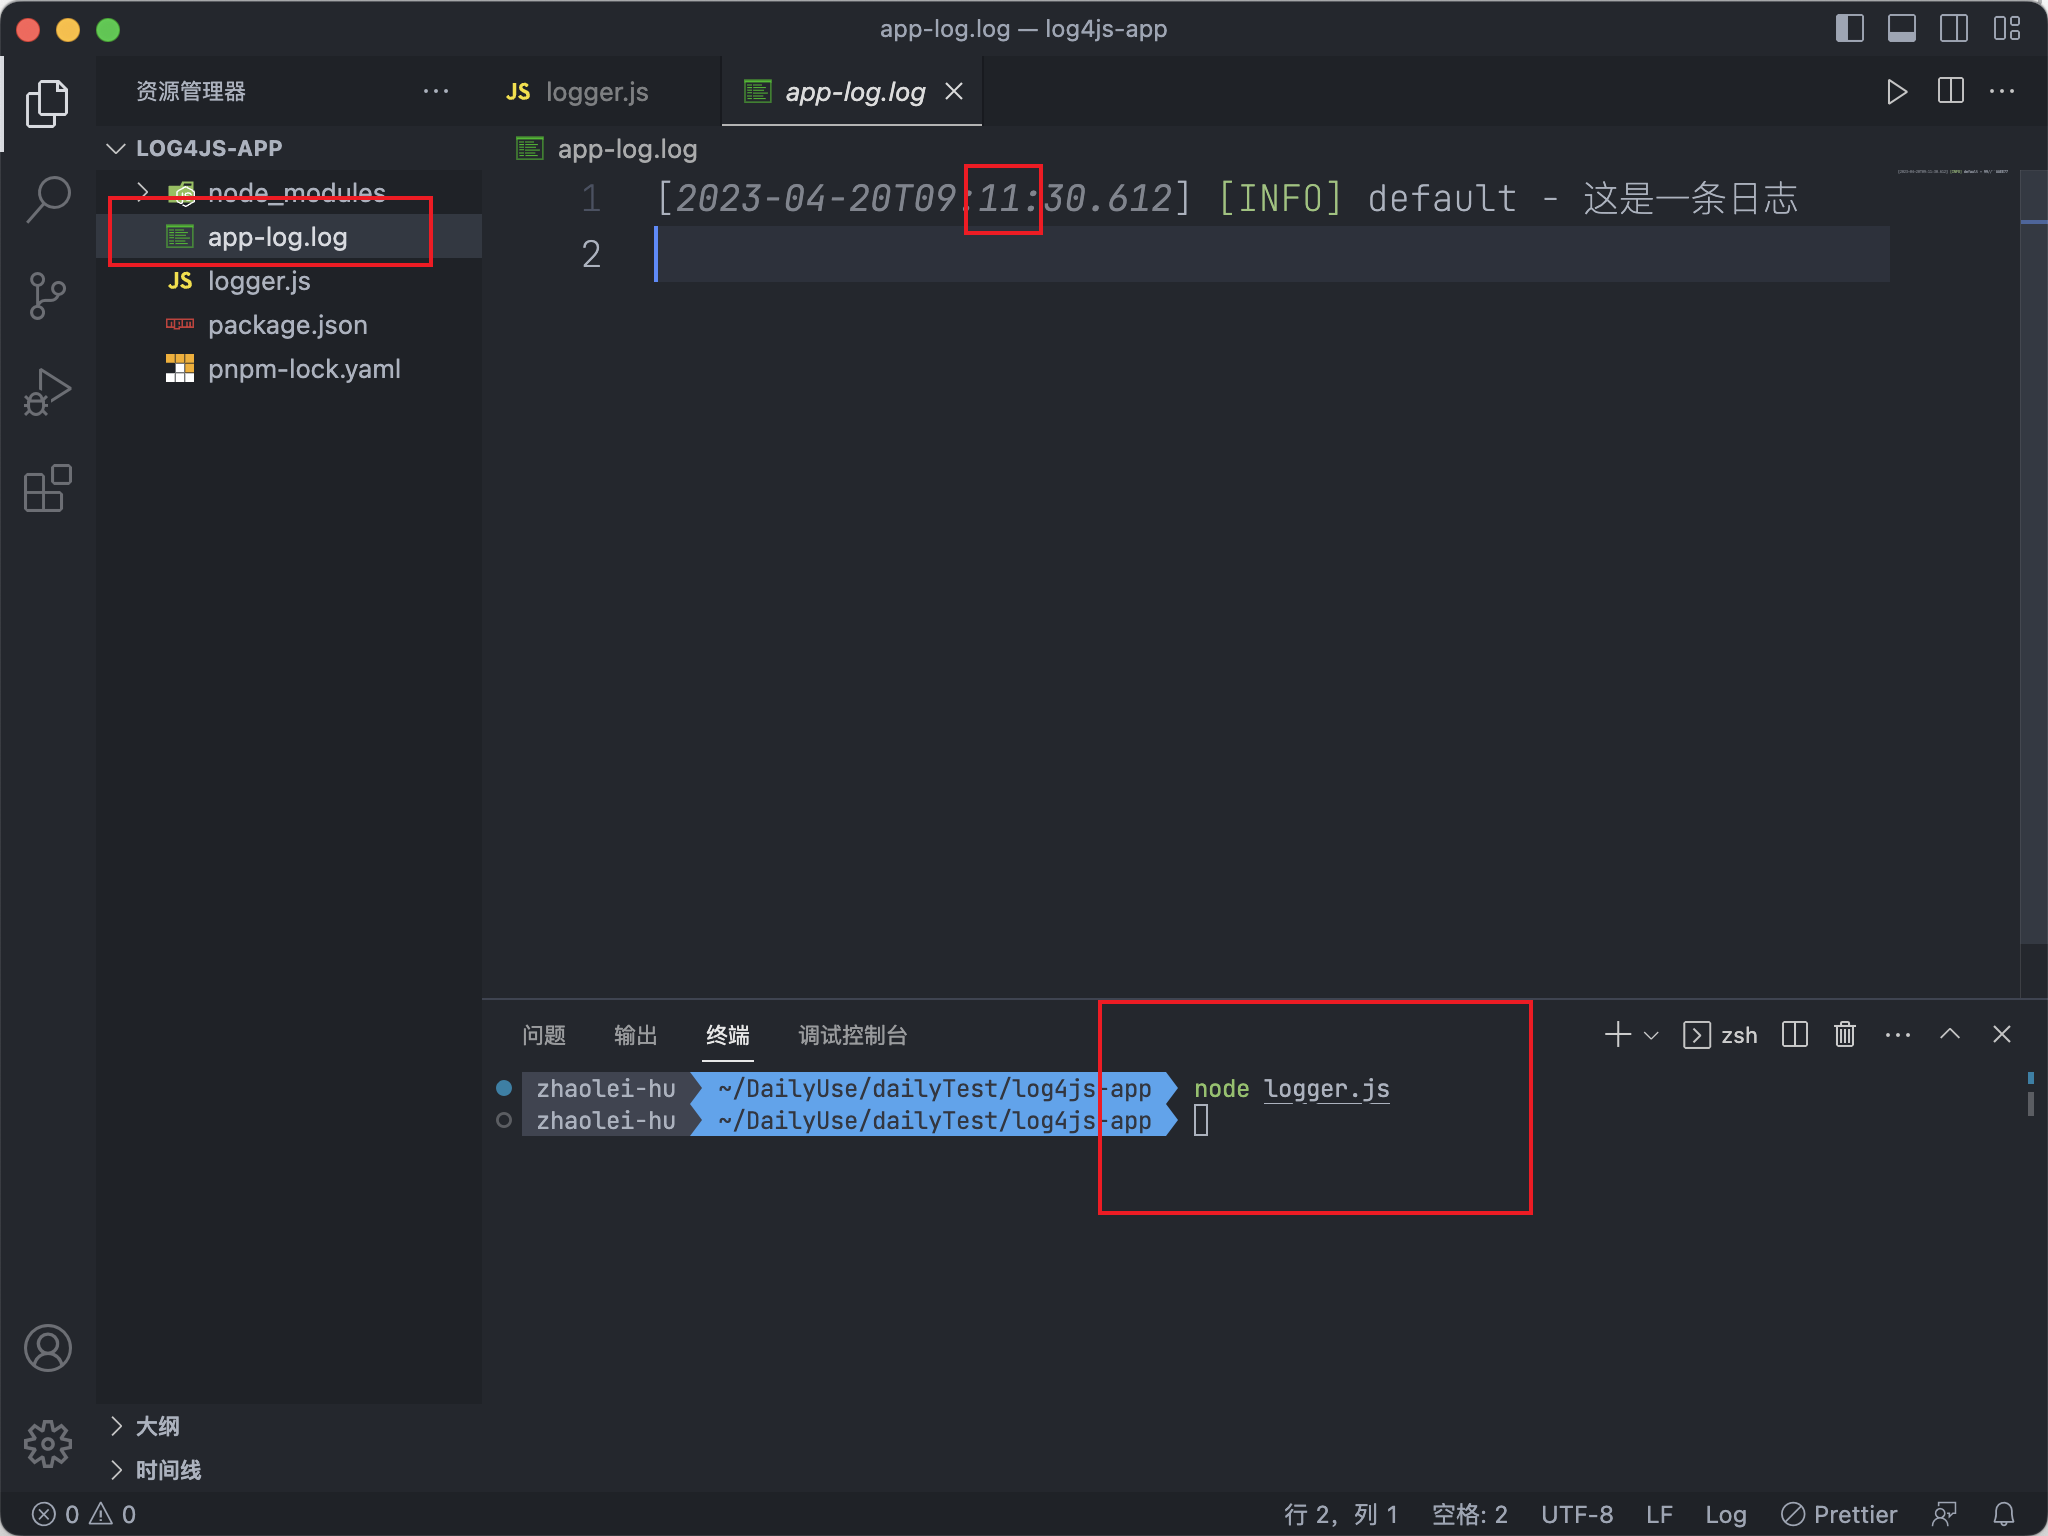 app-log.log — log4js-app
资源管理器
JS logger.js
app-log.log
LOG4JS-APP
node_modules
app-log.log
JS logger.js
package.json
pnpm-lock.yaml
app-log.log
1 [2023-04-20T09:11:30.612] [INFO] default - 这是一条日志
2
问题 输出 终端 调试控制台
zsh
zhaolei-hu ~/DailyUse/dailyTest/log4js-app node logger.js
zhaolei-hu ~/DailyUse/dailyTest/log4js-app
大纲
时间线
0 0
行 2，列 1 空格: 2 UTF-8 LF Log Prettier